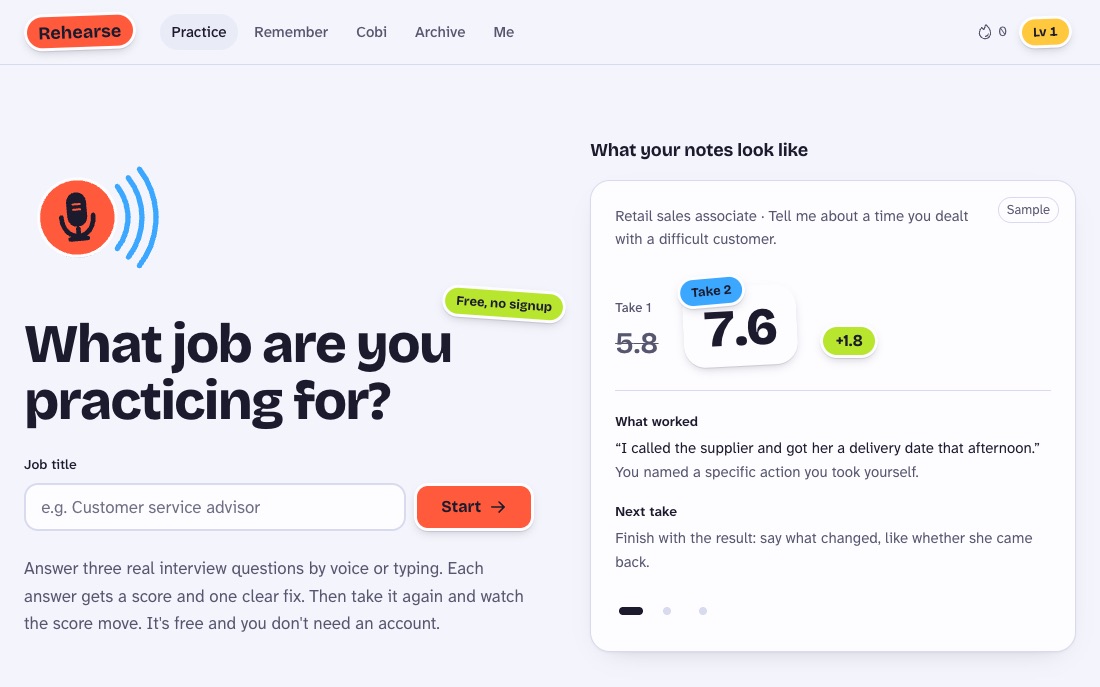 Rehearse
Practice
Remember
Cobi
Archive
Me
0
Lv 1
Free, no signup
What job are you
practicing for?
Job title
e.g. Customer service advisor
Start →
Answer three real interview questions by voice or typing. Each
answer gets a score and one clear fix. Then take it again and watch
the score move. It's free and you don't need an account.
What your notes look like
Retail sales associate · Tell me about a time you dealt
with a difficult customer.
Sample
Take 1
5.8
Take 2
7.6
+1.8
What worked
“I called the supplier and got her a delivery date that afternoon.”
You named a specific action you took yourself.
Next take
Finish with the result: say what changed, like whether she came
back.